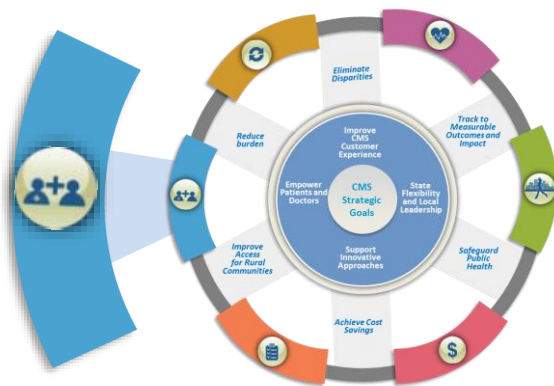 Eliminate
Disparities
Reduce
burden
Track to
Measurable
Outcomes and
Impact
Improve
CMS
Customer
Experience
Empower
Patients and
Doctors
CMS
Strategic
Goals
State
Flexibility
and Local
Leadership
Support
Innovative
Approaches
Improve
Access
for Rural
Communities
Safeguard
Public
Health
Achieve Cost
Savings
$